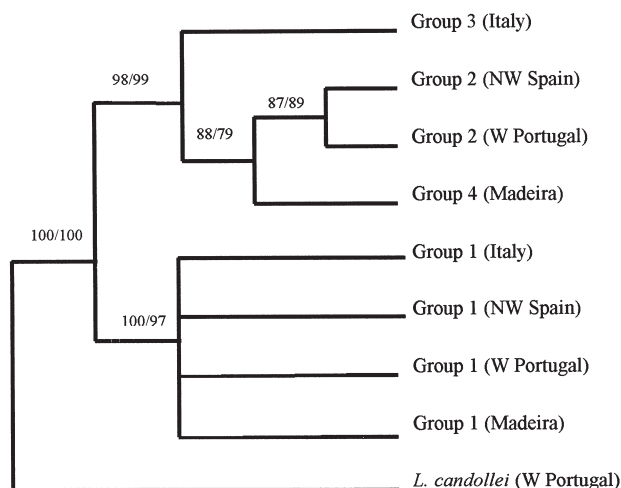 Group 3 (Italy)
98/99
Group 2 (NW Spain)
87/89
88/79
Group 2 (W Portugal)
Group 4 (Madeira)
100/100
Group 1 (Italy)
Group 1 (NW Spain)
100/97
Group 1 (W Portugal)
Group 1 (Madeira)
L. candollei (W Portugal)